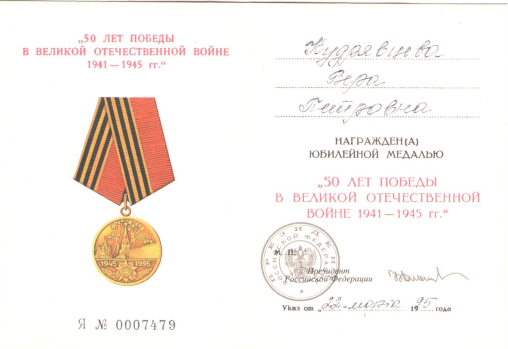 „50 ЛЕТ ПОБЕДЫ
В ВЕЛИКОЙ ОТЕЧЕСТВЕННОЙ ВОЙНЕ
1941 — 1945 гг.“
1945 1995
Я № 0007479
Кудрявцева
Вера
Петровна
НАГРАЖДЕН(А)
ЮБИЛЕЙНОЙ МЕДАЛЬЮ
„50 ЛЕТ ПОБЕДЫ
В ВЕЛИКОЙ ОТЕЧЕСТВЕННОЙ
ВОЙНЕ 1941 — 1945 гг.“
М. П.
Президент
Российской Федерации
Указ от „22“ марта 1995 года